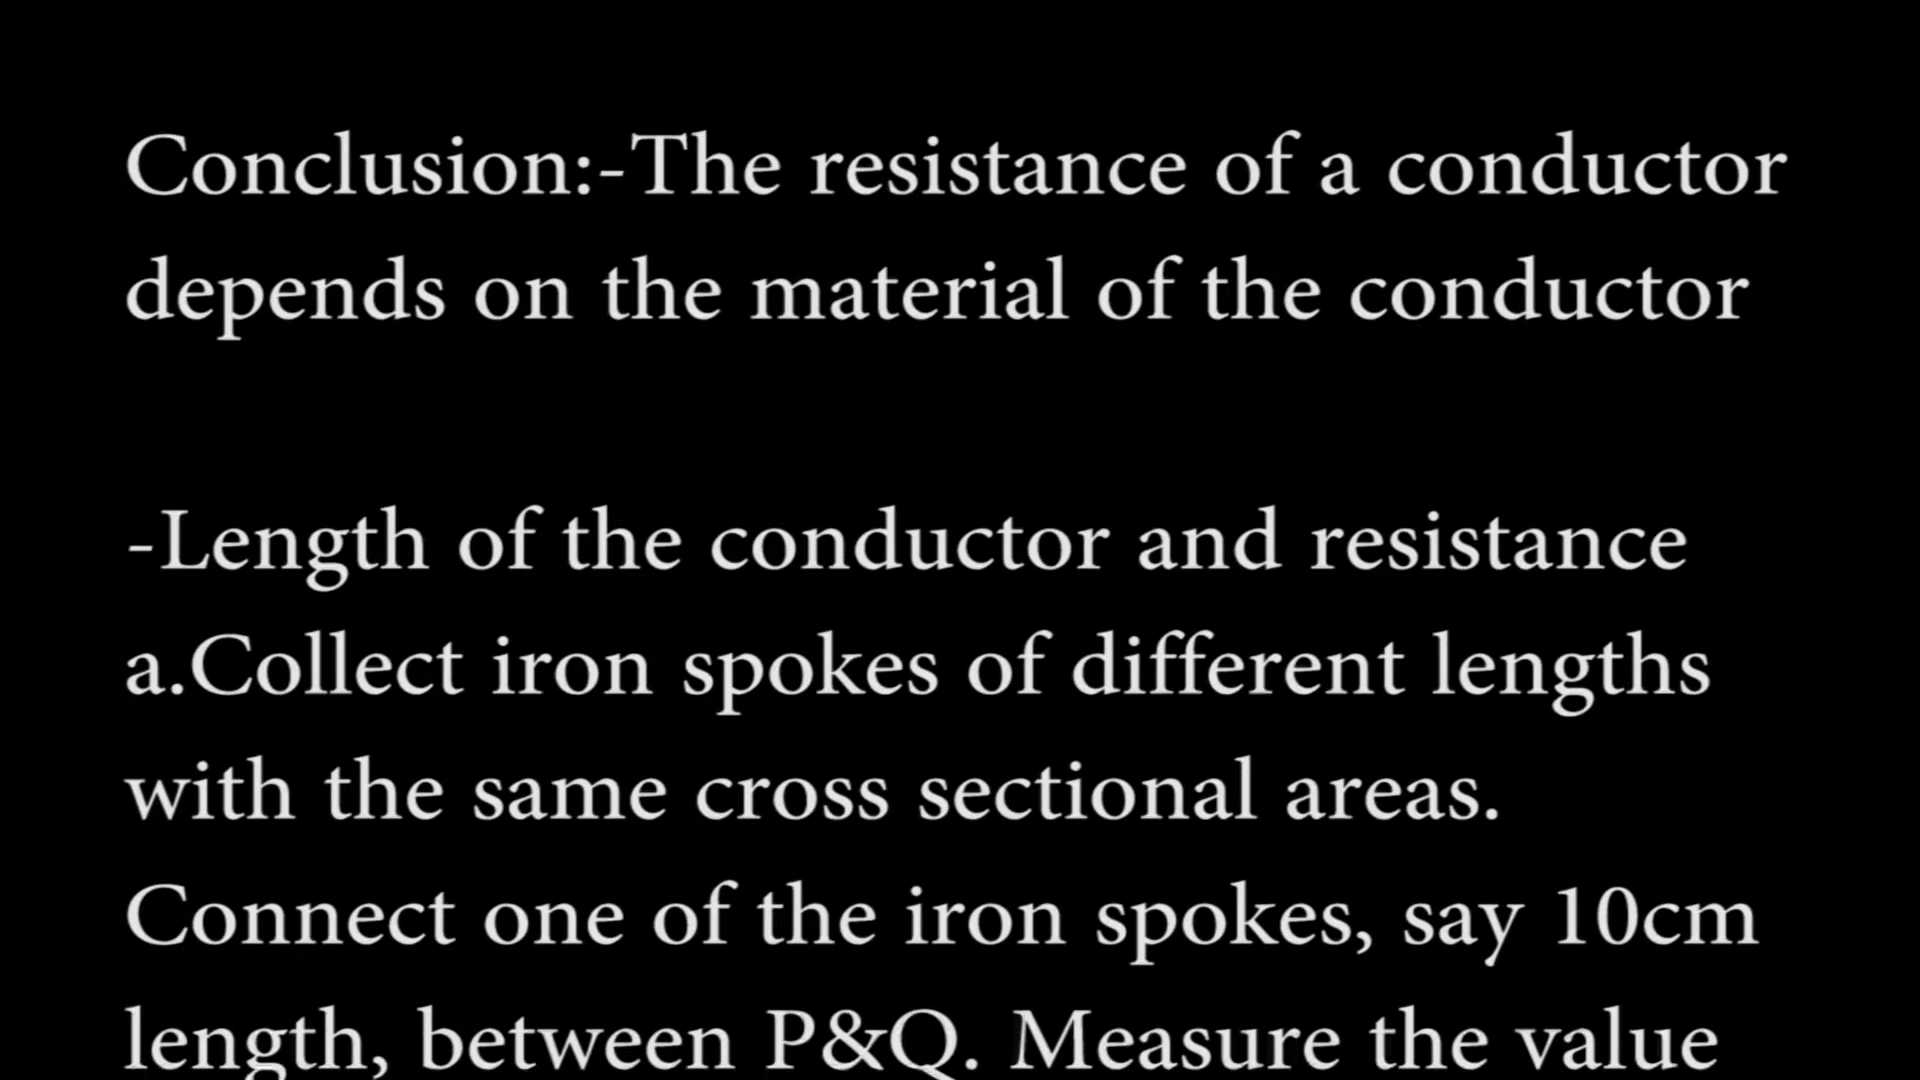 Conclusion:-The resistance of a conductor
depends on the material of the conductor
-Length of the conductor and resistance
a.Collect iron spokes of different lengths
with the same cross sectional areas.
Connect one of the iron spokes, say 10cm
length, between P&Q. Measure the value